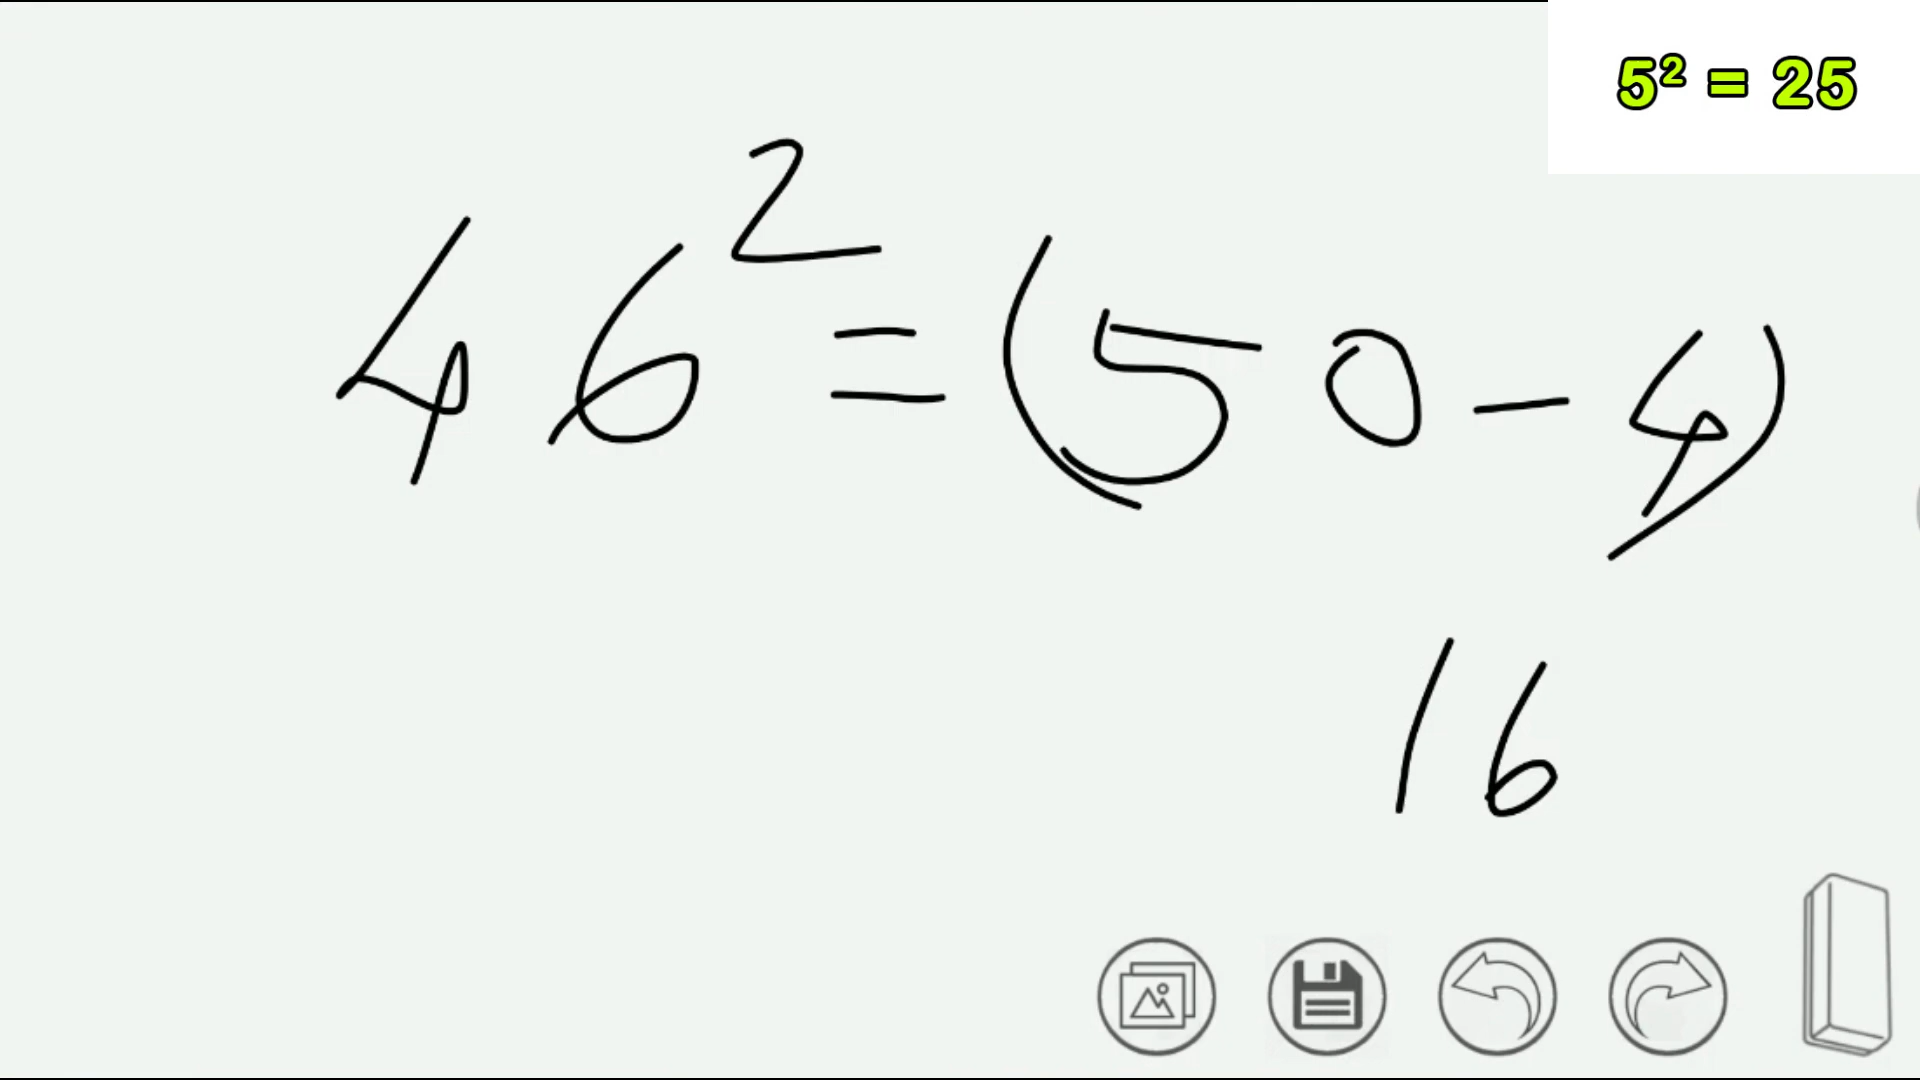 5² = 25
46² = (50 - 4)
16